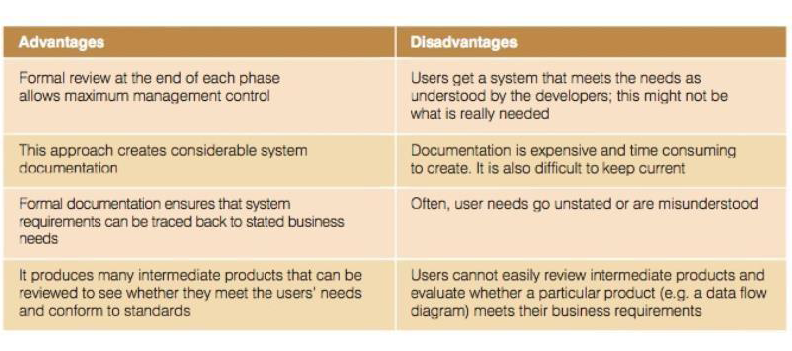 Advantages
Disadvantages
Formal review at the end of each phase
allows maximum management control
Users get a system that meets the needs as
understood by the developers; this might not be
what is really needed
This approach creates considerable system
documentation
Documentation is expensive and time consuming
to create. It is also difficult to keep current
Formal documentation ensures that system
requirements can be traced back to stated business
needs
Often, user needs go unstated or are misunderstood
It produces many intermediate products that can be
reviewed to see whether they meet the users' needs
and conform to standards
Users cannot easily review intermediate products and
evaluate whether a particular product (e.g. a data flow
diagram) meets their business requirements